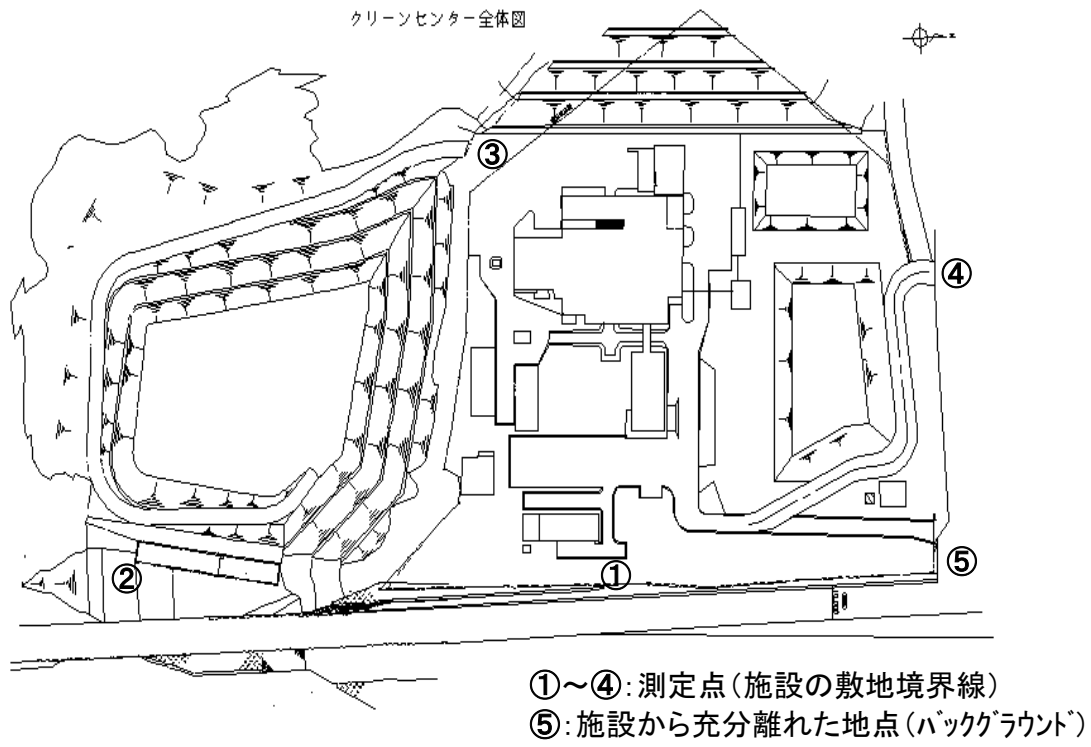 クリーンセンター全体図
③
④
②
①
⑤
①～④:測定点(施設の敷地境界線)
⑤:施設から充分離れた地点(ﾊﾞｯｸｸﾞﾗｳﾝﾄﾞ)